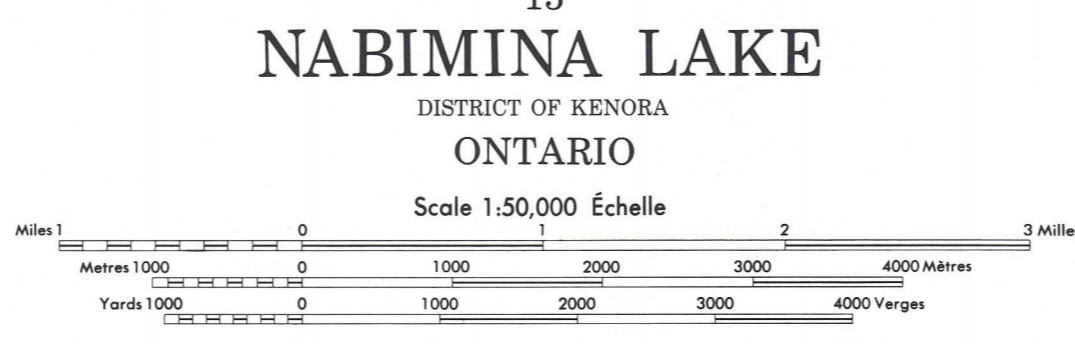 NABIMINA LAKE
DISTRICT OF KENORA
ONTARIO
Scale 1:50,000 Échelle
Miles 1 0 1 2 3 Mille
Metres 1000 0 1000 2000 3000 4000 Mètres
Yards 1000 0 1000 2000 3000 4000 Verges